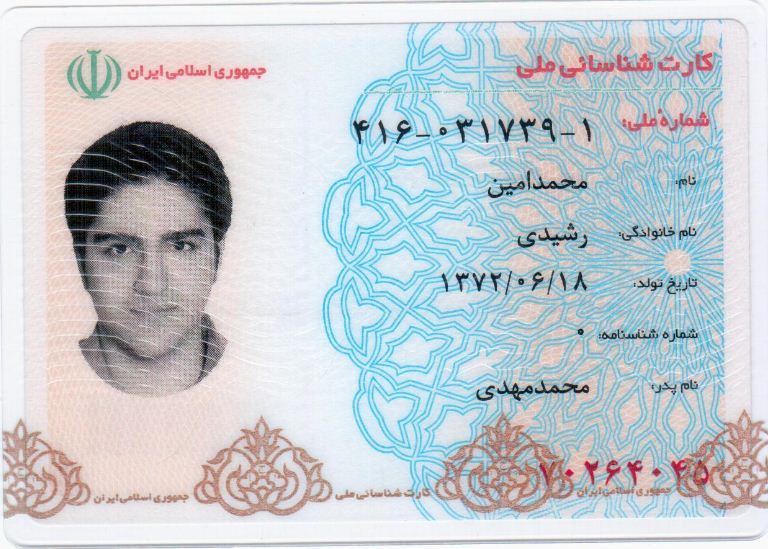 کارت شناسائی ملی
جمهوری اسلامی ایران
شمارهٔ ملی: ۴۱۶-۰۳۱۷۳۹-۱
نام: محمدامین
نام خانوادگی: رشیدی
تاریخ تولد: ۱۳۷۲/۰۶/۱۸
شماره شناسنامه: ۰
نام پدر: محمدمهدی
۷۰۲۶۴۰۴۵
جمهوری اسلامی ایران کارت شناسائی ملی جمهوری اسلامی ایران